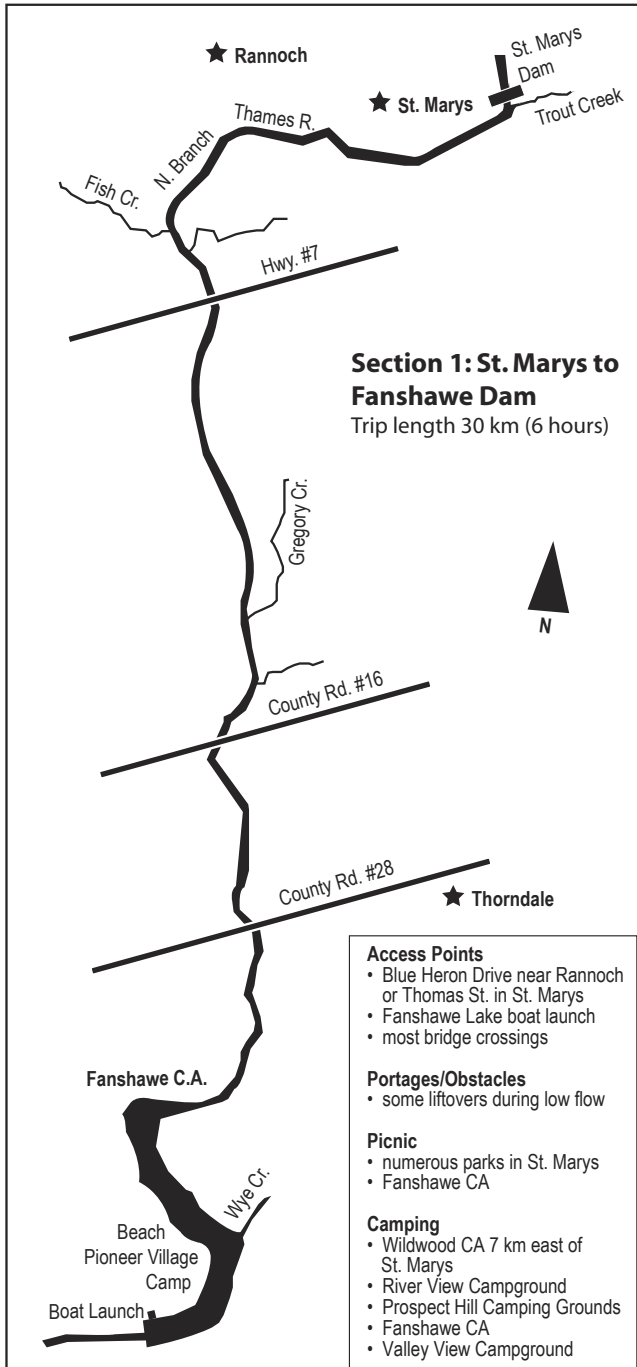 Rannoch
St. Marys
Dam
St. Marys
Trout Creek
Thames R.
N. Branch
Fish Cr.
Hwy. #7
Section 1: St. Marys to
Fanshawe Dam
Trip length 30 km (6 hours)
Gregory Cr.
N
County Rd. #16
County Rd. #28
Thorndale
Fanshawe C.A.
Wye Cr.
Beach
Pioneer Village
Camp
Boat Launch
Access Points
• Blue Heron Drive near Rannoch
or Thomas St. in St. Marys
• Fanshawe Lake boat launch
• most bridge crossings
Portages/Obstacles
• some liftovers during low flow
Picnic
• numerous parks in St. Marys
• Fanshawe CA
Camping
• Wildwood CA 7 km east of
St. Marys
• River View Campground
• Prospect Hill Camping Grounds
• Fanshawe CA
• Valley View Campground